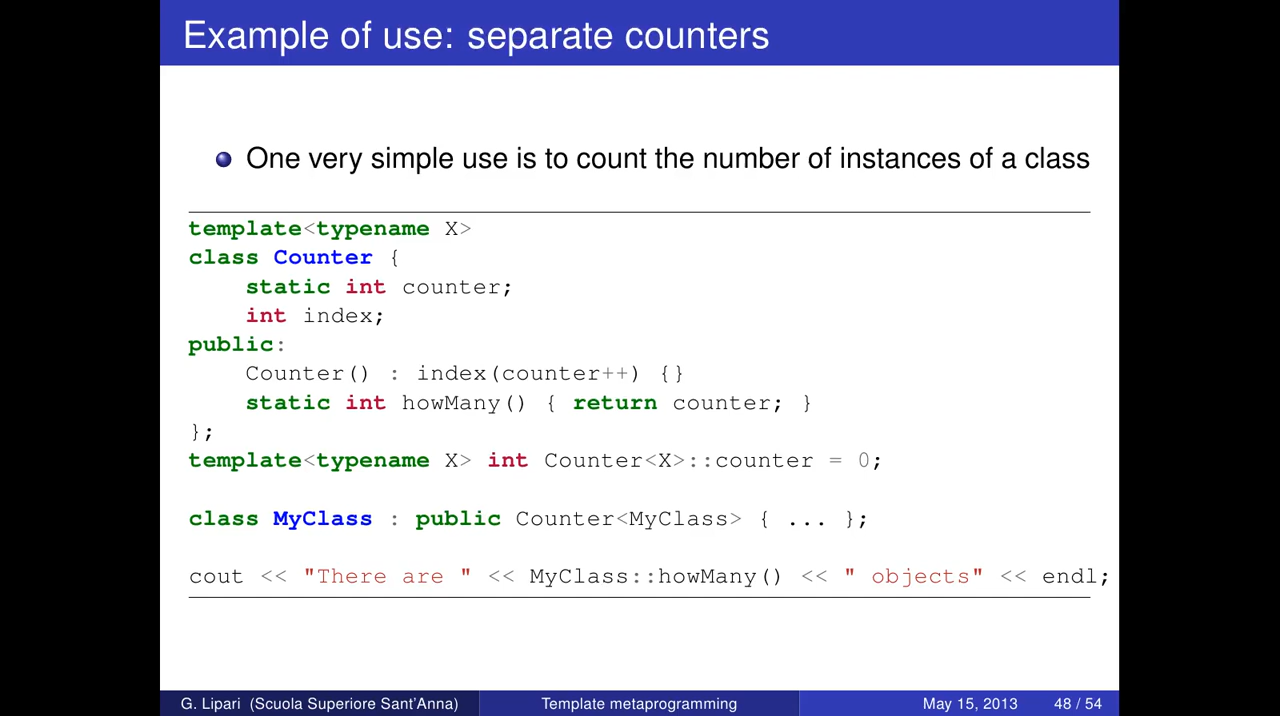 Example of use: separate counters
One very simple use is to count the number of instances of a class
template<typename X>
class Counter {
    static int counter;
    int index;
public:
    Counter() : index(counter++) {}
    static int howMany() { return counter; }
};
template<typename X> int Counter<X>::counter = 0;
class MyClass : public Counter<MyClass> { ... };
cout << "There are " << MyClass::howMany() << " objects" << endl;
G. Lipari (Scuola Superiore Sant'Anna) Template metaprogramming May 15, 2013 48 / 54